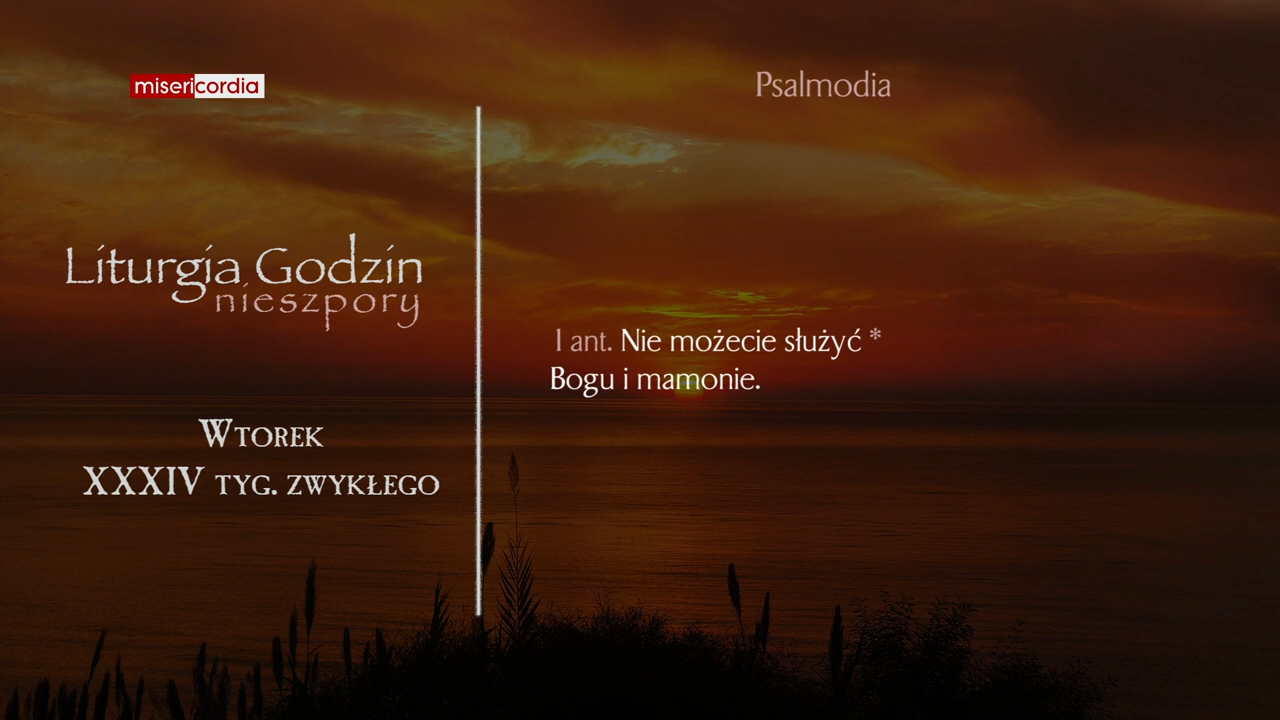 misericordia
Psalmodia
Liturgia Godzin
nieszpory
I ant. Nie możecie służyć *
Bogu i mamonie.
Wtorek
XXXIV tyg. zwykłego